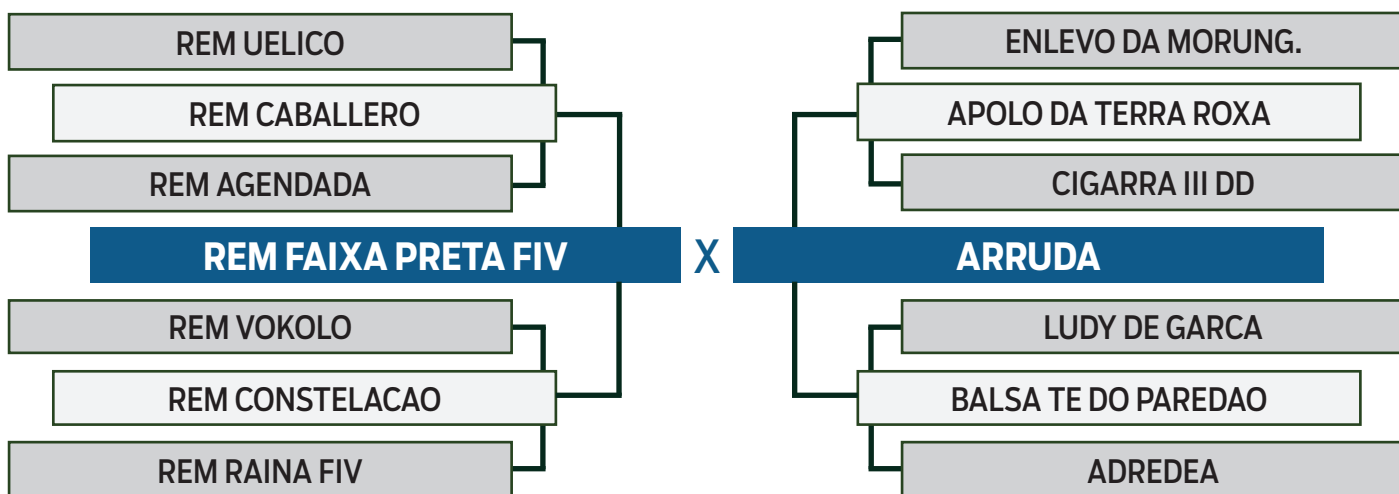 REM UELICO
ENLEVO DA MORUNG.
REM CABALLERO
APOLO DA TERRA ROXA
REM AGENDADA
CIGARRA III DD
REM FAIXA PRETA FIV X ARRUDA
REM VOKOLO
LUDY DE GARCA
REM CONSTELACAO
BALSA TE DO PAREDAO
REM RAINA FIV
ADREDEA